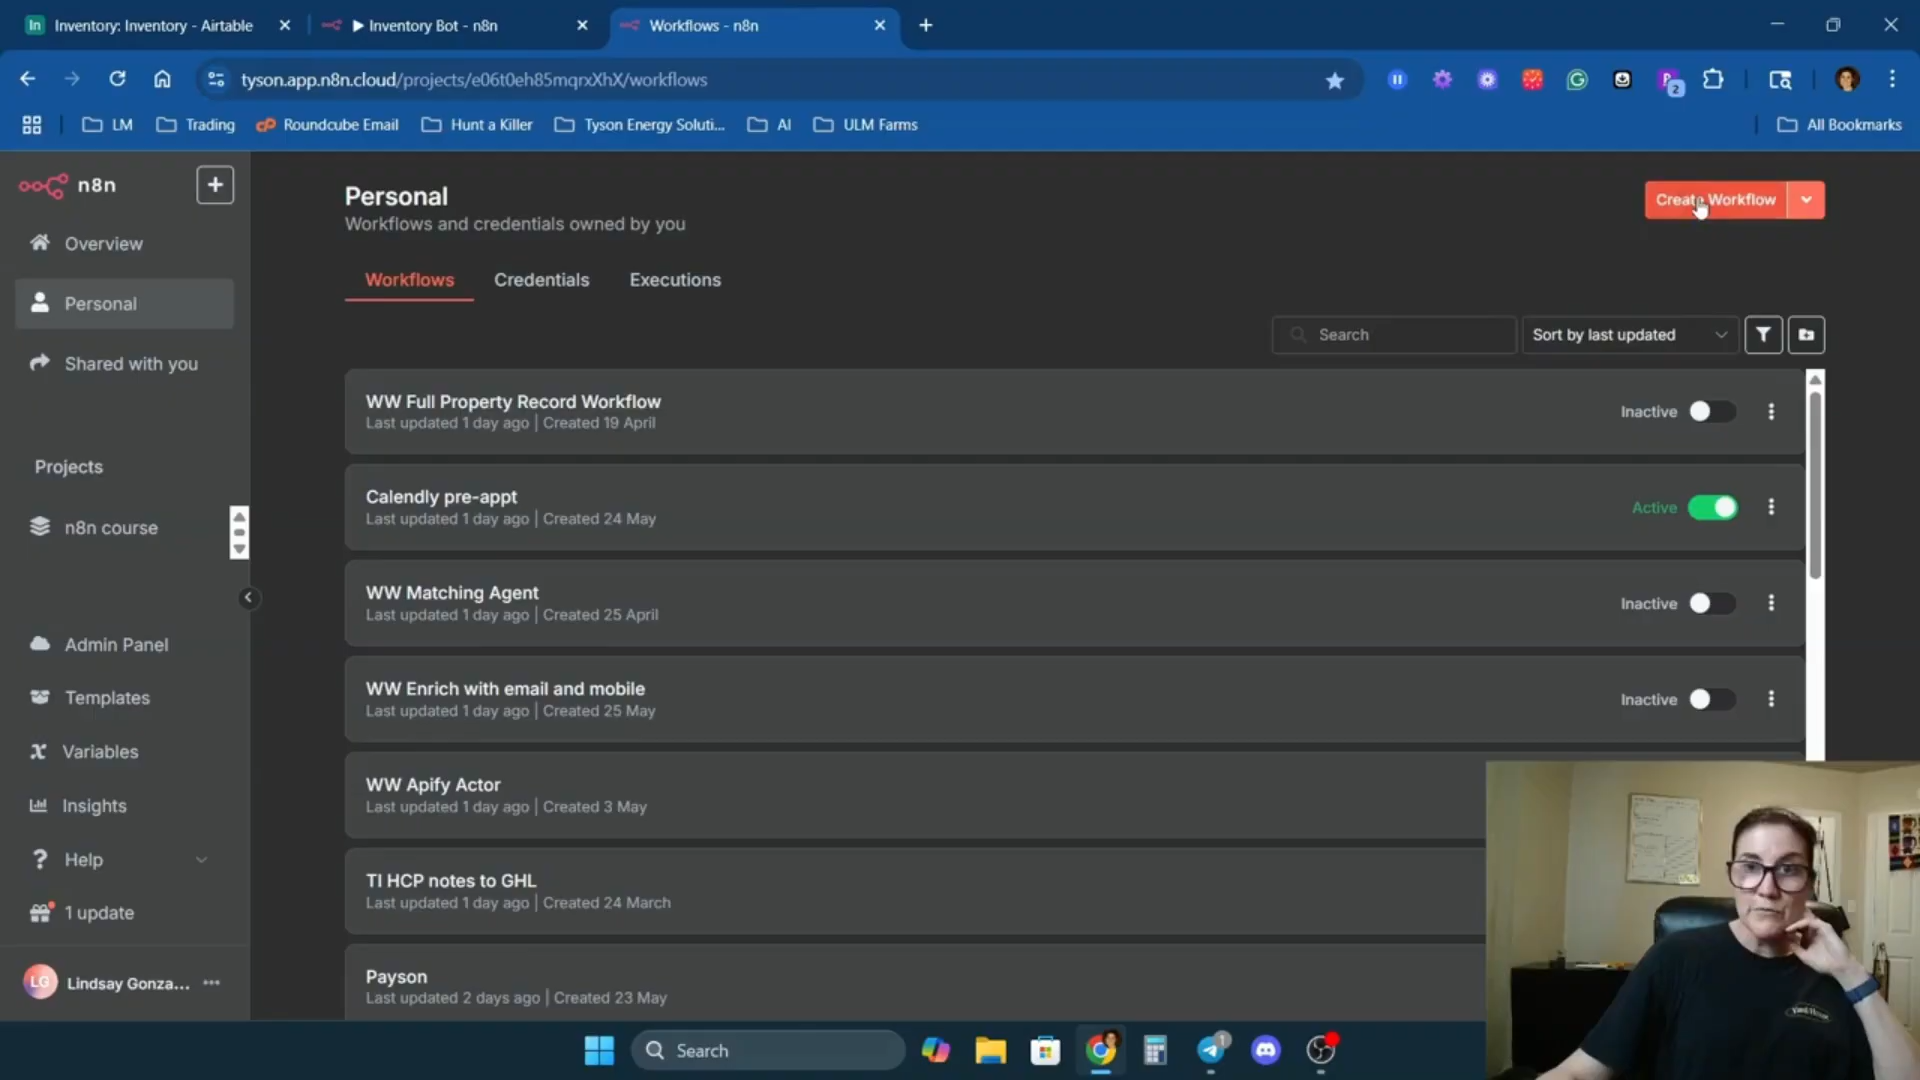 Inventory: Inventory - Airtable
▶ Inventory Bot - n8n
Workflows - n8n
tyson.app.n8n.cloud/projects/e06t0eh85mqrxXhX/workflows
2
LM
Trading
Roundcube Email
Hunt a Killer
Tyson Energy Soluti...
AI
ULM Farms
All Bookmarks
n8n
Overview
Personal
Shared with you
Projects
n8n course
Admin Panel
Templates
Variables
Insights
Help
1 update
LG
Lindsay Gonza...
Personal
Workflows and credentials owned by you
Create Workflow
Workflows
Credentials
Executions
Search
Sort by last updated
WW Full Property Record Workflow
Last updated 1 day ago | Created 19 April
Inactive
Calendly pre-appt
Last updated 1 day ago | Created 24 May
Active
WW Matching Agent
Last updated 1 day ago | Created 25 April
Inactive
WW Enrich with email and mobile
Last updated 1 day ago | Created 25 May
Inactive
WW Apify Actor
Last updated 1 day ago | Created 3 May
TI HCP notes to GHL
Last updated 1 day ago | Created 24 March
Payson
Last updated 2 days ago | Created 23 May
Search
1